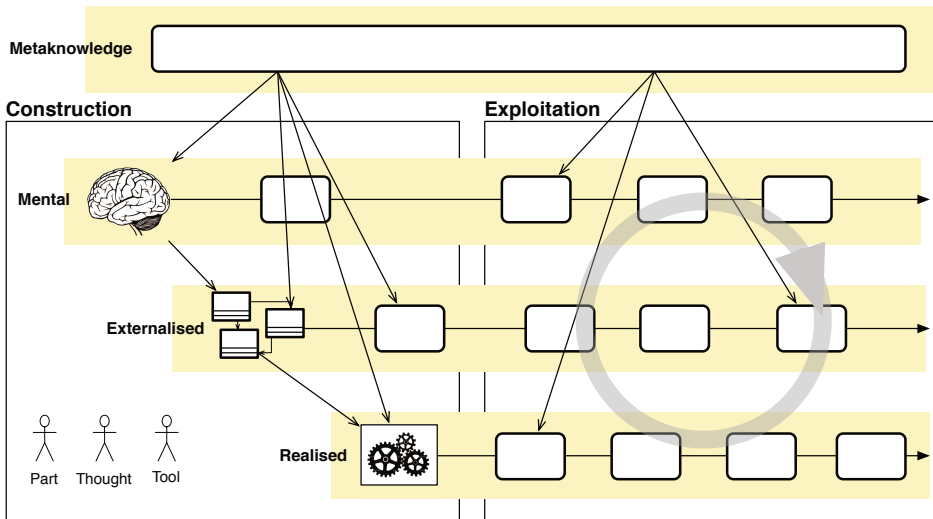 Metaknowledge
Construction
Exploitation
Mental
Externalised
Realised
Part
Thought
Tool